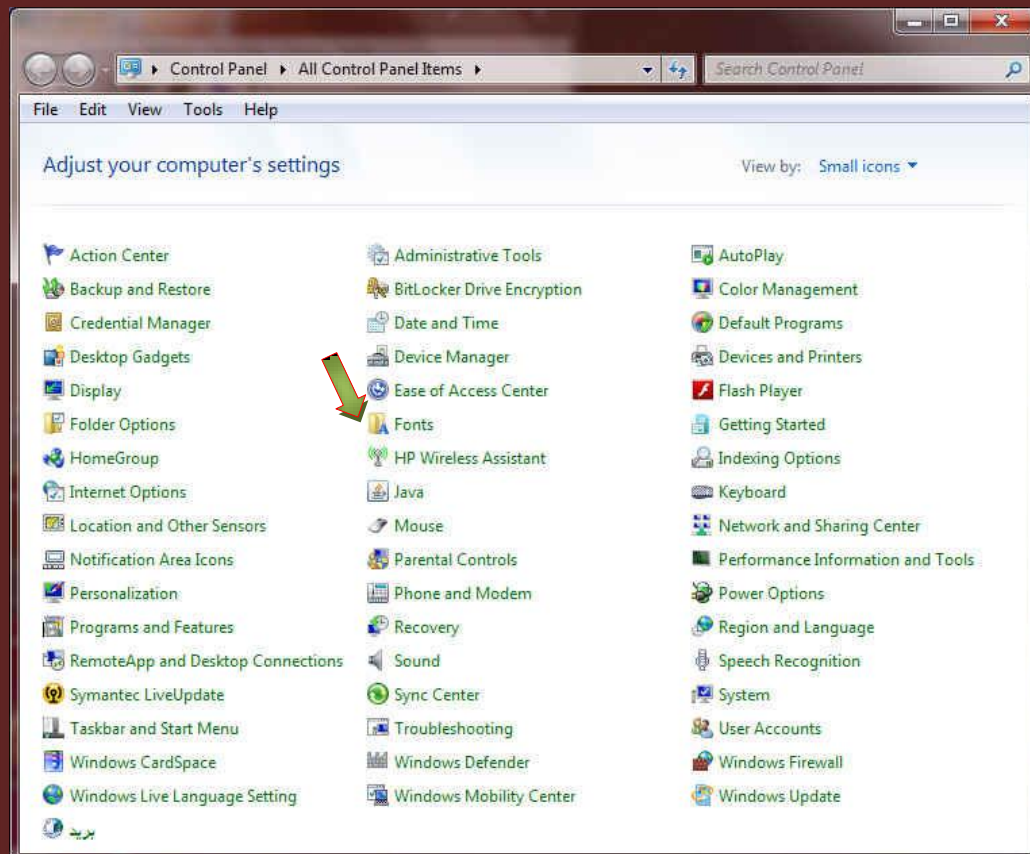 Control Panel All Control Panel Items Search Control Panel
File Edit View Tools Help
Adjust your computer's settings View by: Small icons
Action Center Administrative Tools AutoPlay
Backup and Restore BitLocker Drive Encryption Color Management
Credential Manager Date and Time Default Programs
Desktop Gadgets Device Manager Devices and Printers
Display Ease of Access Center Flash Player
Folder Options Fonts Getting Started
HomeGroup HP Wireless Assistant Indexing Options
Internet Options Java Keyboard
Location and Other Sensors Mouse Network and Sharing Center
Notification Area Icons Parental Controls Performance Information and Tools
Personalization Phone and Modem Power Options
Programs and Features Recovery Region and Language
RemoteApp and Desktop Connections Sound Speech Recognition
Symantec LiveUpdate Sync Center System
Taskbar and Start Menu Troubleshooting User Accounts
Windows CardSpace Windows Defender Windows Firewall
Windows Live Language Setting Windows Mobility Center Windows Update
بريد